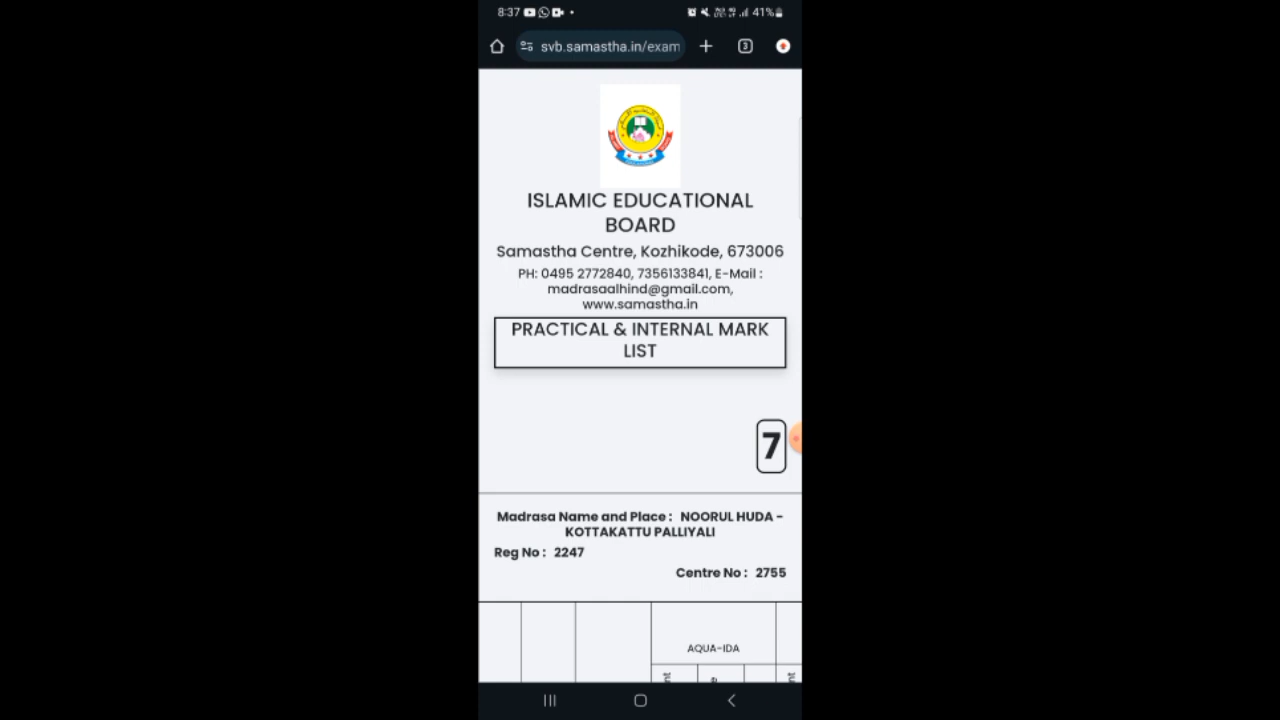 8:37
41%
svb.samastha.in/exam
3
ISLAMIC EDUCATIONAL
BOARD
Samastha Centre, Kozhikode, 673006
PH: 0495 2772840, 7356133841, E-Mail :
madrasaalhind@gmail.com,
www.samastha.in
PRACTICAL & INTERNAL MARK
LIST
7
Madrasa Name and Place : NOORUL HUDA -
KOTTAKATTU PALLIYALI
Reg No : 2247
Centre No : 2755
AQUA-IDA